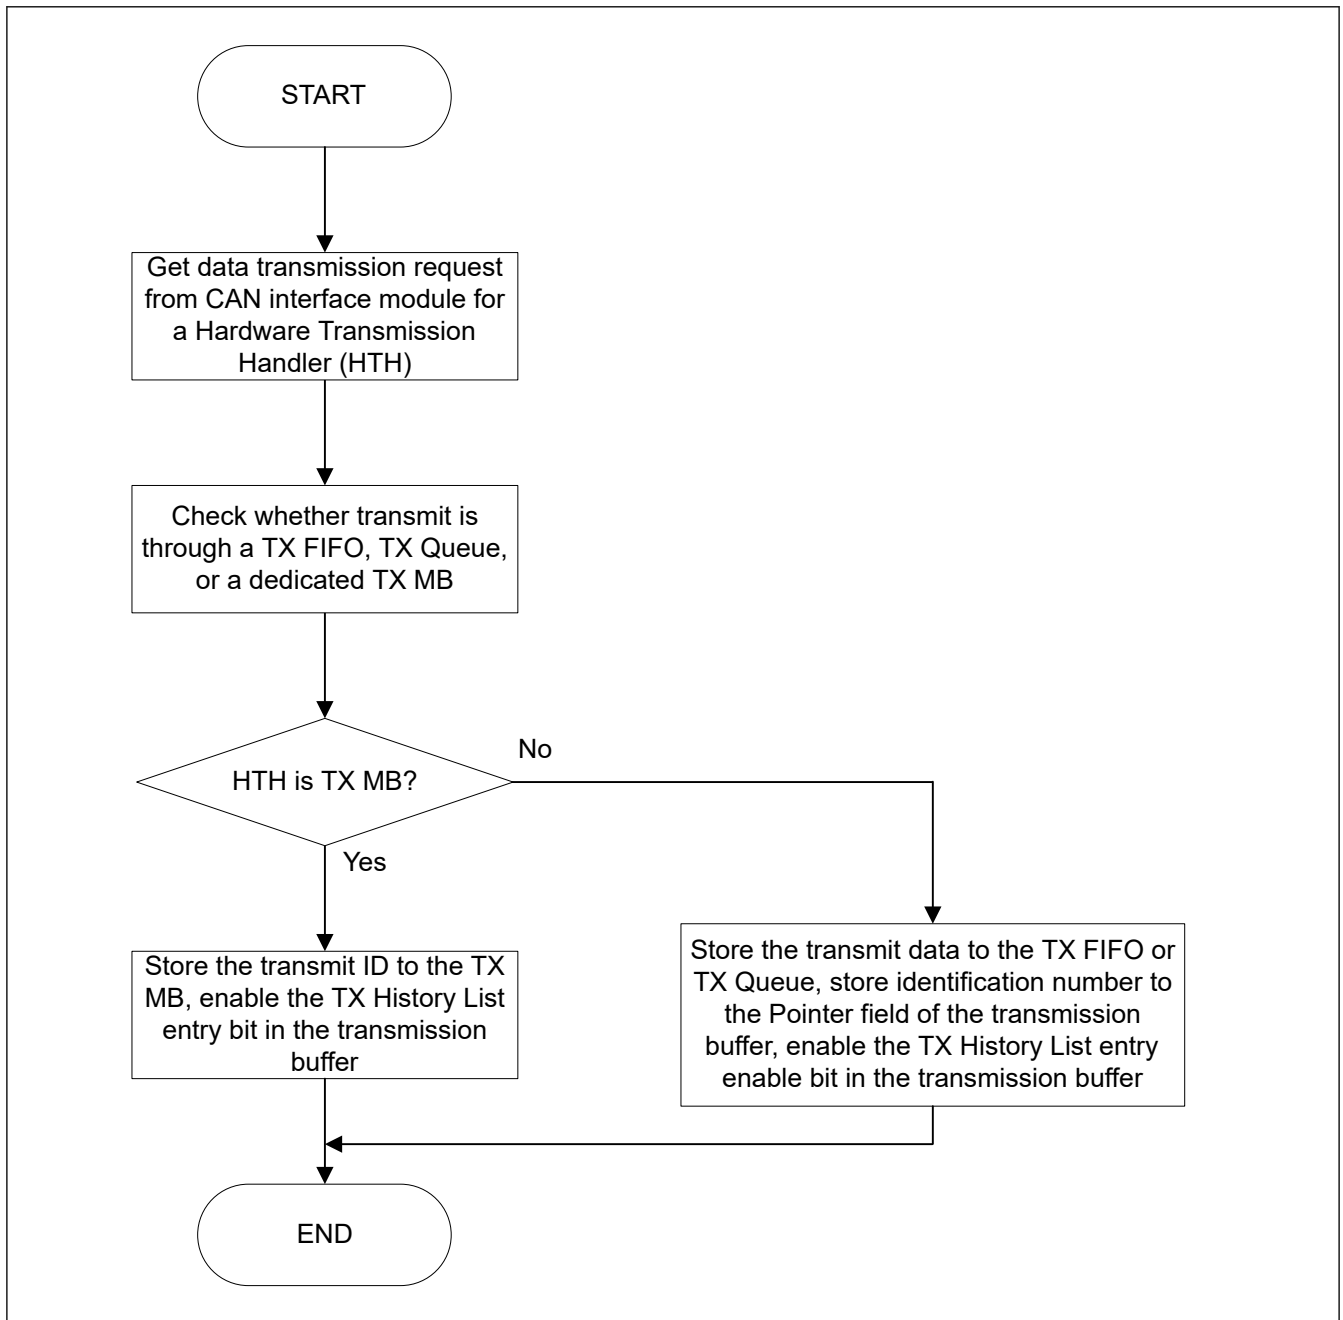 START
Get data transmission request
from CAN interface module for
a Hardware Transmission
Handler (HTH)
Check whether transmit is
through a TX FIFO, TX Queue,
or a dedicated TX MB
HTH is TX MB?
No
Yes
Store the transmit ID to the TX
MB, enable the TX History List
entry bit in the transmission
buffer
Store the transmit data to the TX FIFO or
TX Queue, store identification number to
the Pointer field of the transmission
buffer, enable the TX History List entry
enable bit in the transmission buffer
END